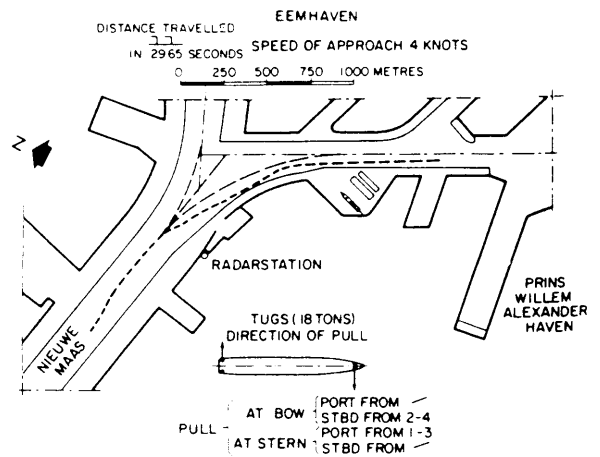 EEMHAVEN
DISTANCE TRAVELLED
IN 29.65 SECONDS
SPEED OF APPROACH 4 KNOTS
0 250 500 750 1000 METRES
N
RADARSTATION
PRINS
WILLEM
ALEXANDER
HAVEN
NIEUWE
MAAS
TUGS (18 TONS)
DIRECTION OF PULL
PULL
AT BOW
PORT FROM —
STBD FROM 2-4
AT STERN
PORT FROM 1-3
STBD FROM —